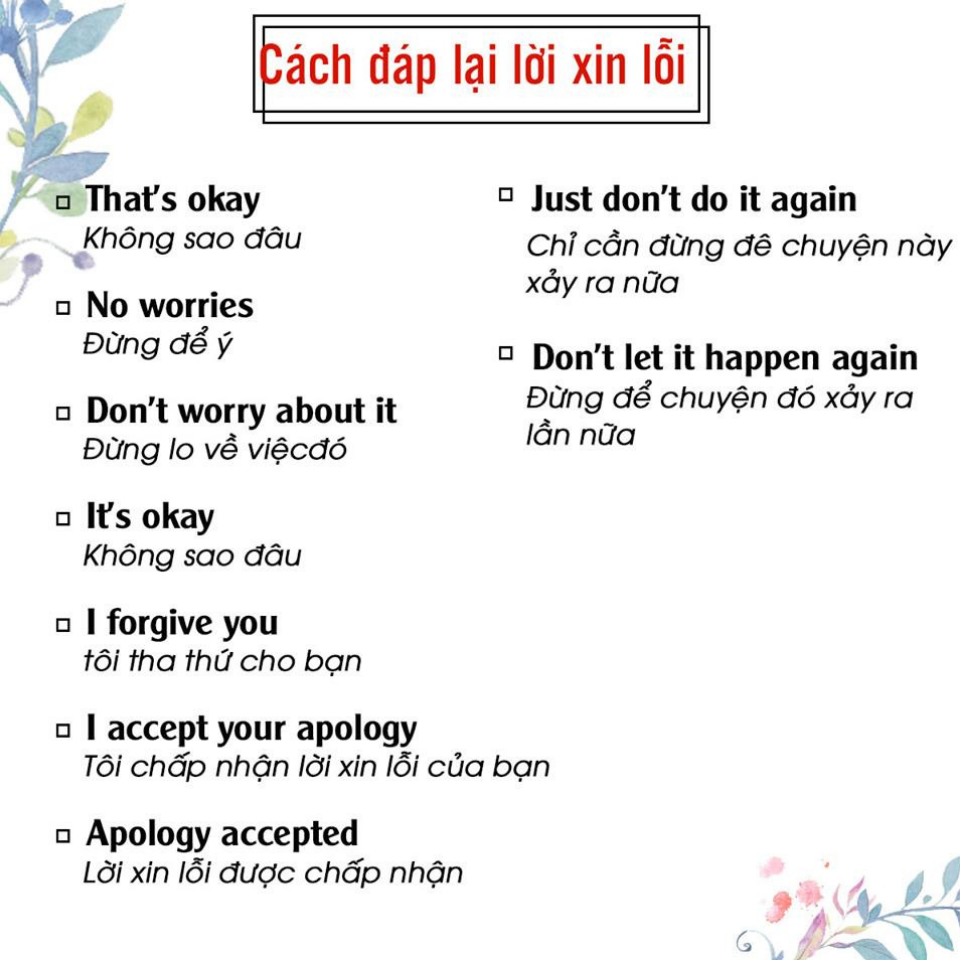 Cách đáp lại lời xin lỗi
That's okay
Không sao đâu
No worries
Đừng để ý
Don't worry about it
Đừng lo về việcđó
It's okay
Không sao đâu
I forgive you
tôi tha thứ cho bạn
I accept your apology
Tôi chấp nhận lời xin lỗi của bạn
Apology accepted
Lời xin lỗi được chấp nhận
Just don't do it again
Chỉ cần đừng đê chuyện này
xảy ra nữa
Don't let it happen again
Đừng để chuyện đó xảy ra
lần nữa